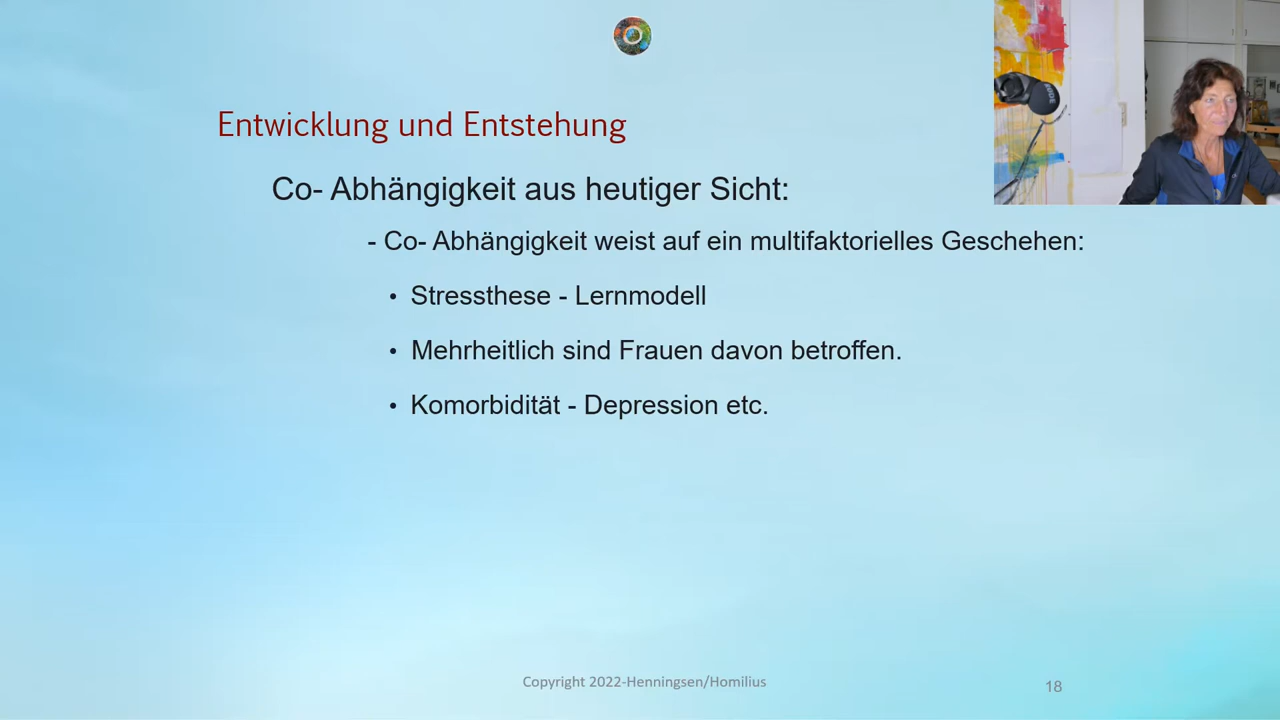 Entwicklung und Entstehung
Co- Abhängigkeit aus heutiger Sicht:
- Co- Abhängigkeit weist auf ein multifaktorielles Geschehen:
• Stressthese - Lernmodell
• Mehrheitlich sind Frauen davon betroffen.
• Komorbidität - Depression etc.
Copyright 2022-Henningsen/Homilius
18